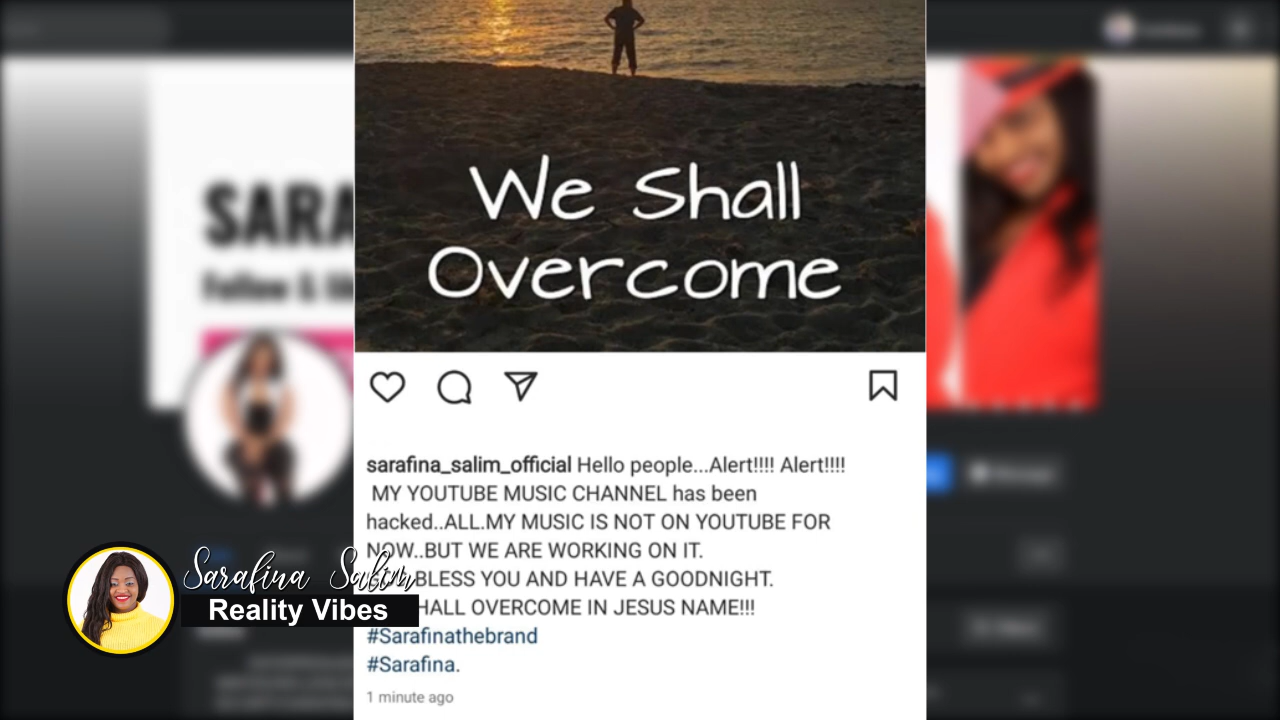 We Shall
Overcome
sarafina_salim_official Hello people...Alert!!!! Alert!!!!
MY YOUTUBE MUSIC CHANNEL has been
hacked..ALL.MY MUSIC IS NOT ON YOUTUBE FOR
NOW..BUT WE ARE WORKING ON IT.
BLESS YOU AND HAVE A GOODNIGHT.
HALL OVERCOME IN JESUS NAME!!!
#Sarafinathebrand
#Sarafina.
1 minute ago
SARA
Follow &
Sarafina Salim
Reality Vibes